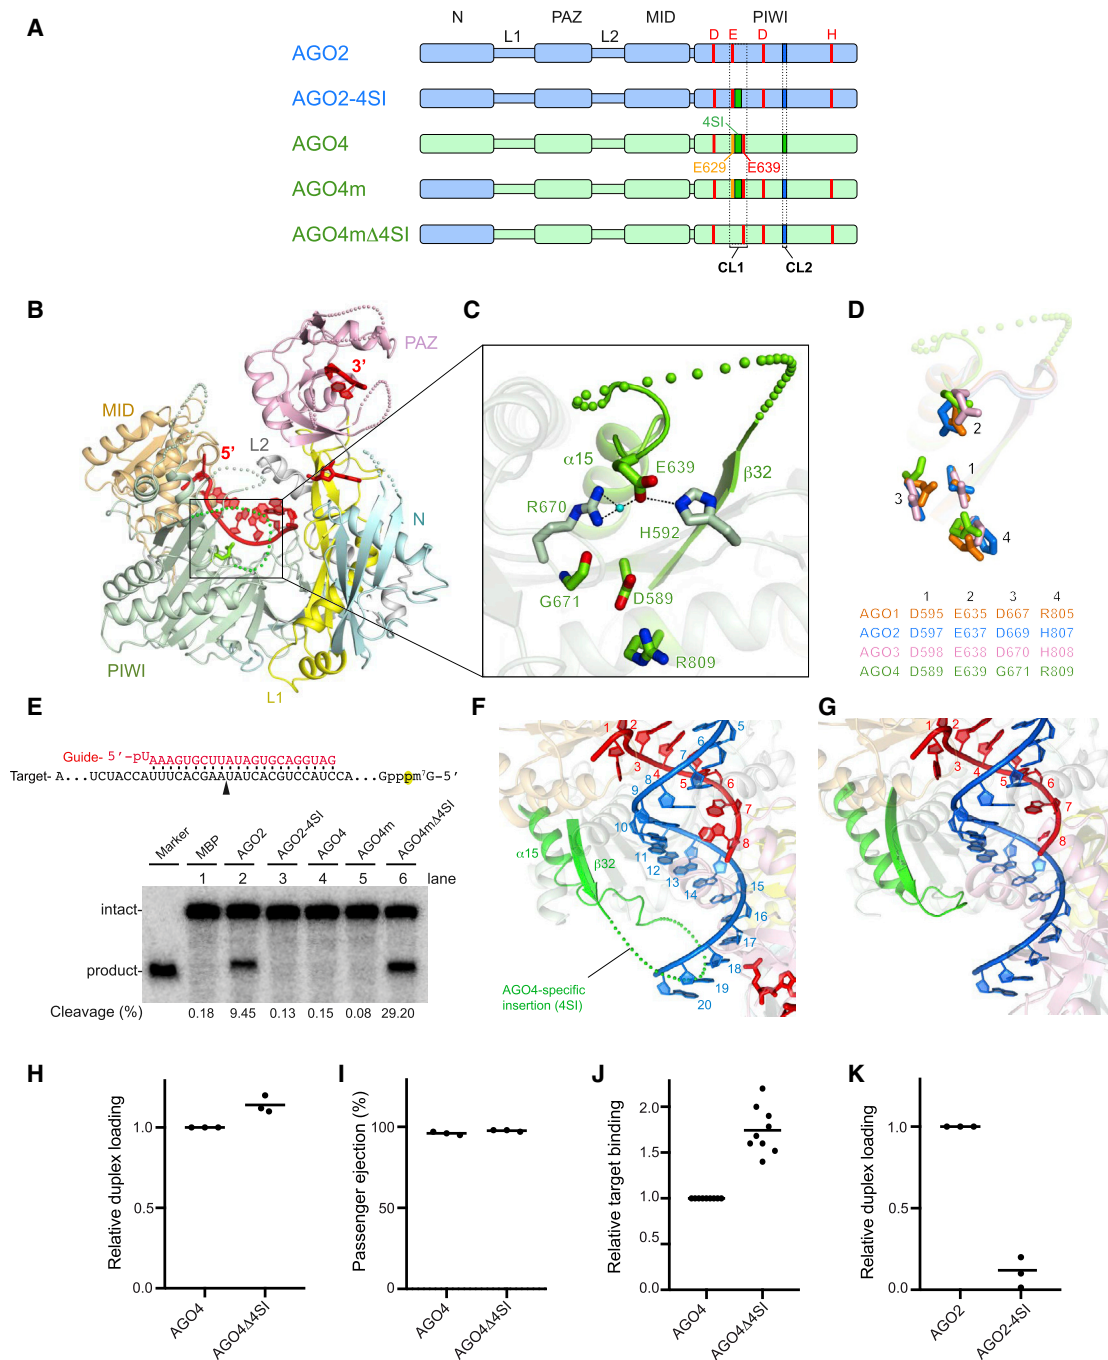 A
N
PAZ
MID
PIWI
L1
L2
D E D H
AGO2
AGO2-4SI
4SI
AGO4
E629
E639
AGO4m
AGO4mΔ4SI
CL1
CL2
B
PAZ
3’
MID
5’
L2
N
PIWI
L1
C
α15
E639
β32
R670
H592
G671
D589
R809
D
2
1
3
4
1 2 3 4
AGO1 D595 E635 D667 R805
AGO2 D597 E637 D669 H807
AGO3 D598 E638 D670 H808
AGO4 D589 E639 G671 R809
E
Guide- 5’-pUAAAGUGCUUAUAGUGCAGGUAG
Target- A...UCUACCAUUUCACGAAUAUCACGUCCAUCCA...Gpppm7G-5’
Marker
MBP
AGO2
AGO2-4SI
AGO4
AGO4m
AGO4mΔ4SI
1 2 3 4 5 6 lane
intact-
product-
Cleavage (%) 0.18 9.45 0.13 0.15 0.08 29.20
F
1 2 3 4 5 6 7 8
5 6 7 8 9 10 11 12 13 14 15 16 17 18 19 20
α15
β32
AGO4-specific
insertion (4SI)
G
1 2 3 4 5 6 7 8
H
Relative duplex loading
1.0
0.5
0.0
AGO4
AGO4Δ4SI
I
Passenger ejection (%)
100
50
0
AGO4
AGO4Δ4SI
J
Relative target binding
2.0
1.5
1.0
0.5
0.0
AGO4
AGO4Δ4SI
K
Relative duplex loading
1.0
0.5
0.0
AGO2
AGO2-4SI